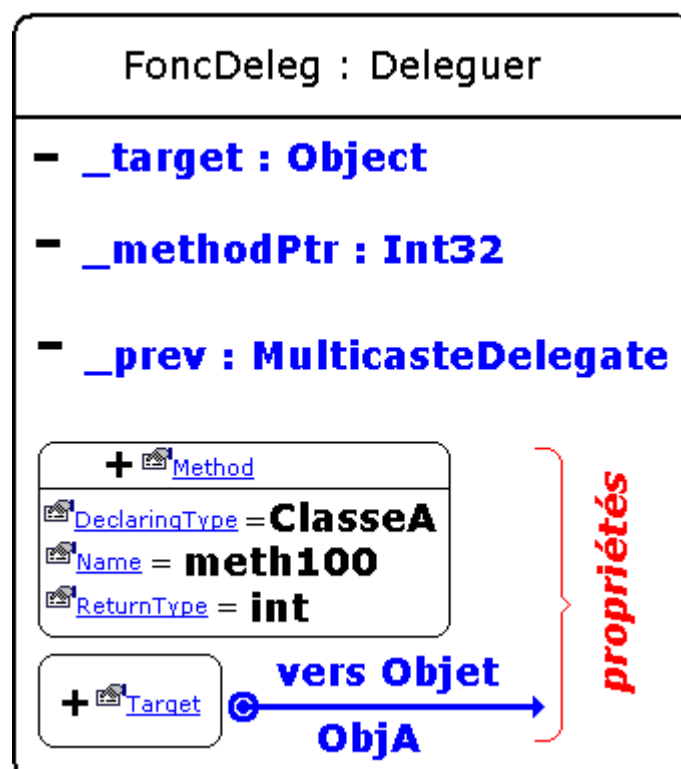 FoncDeleg : Deleguer
- _target : Object
- _methodPtr : Int32
- _prev : MulticasteDelegate
+ Method
DeclaringType = ClasseA
Name = meth100
ReturnType = int
propriétés
+ Target
vers Objet
ObjA